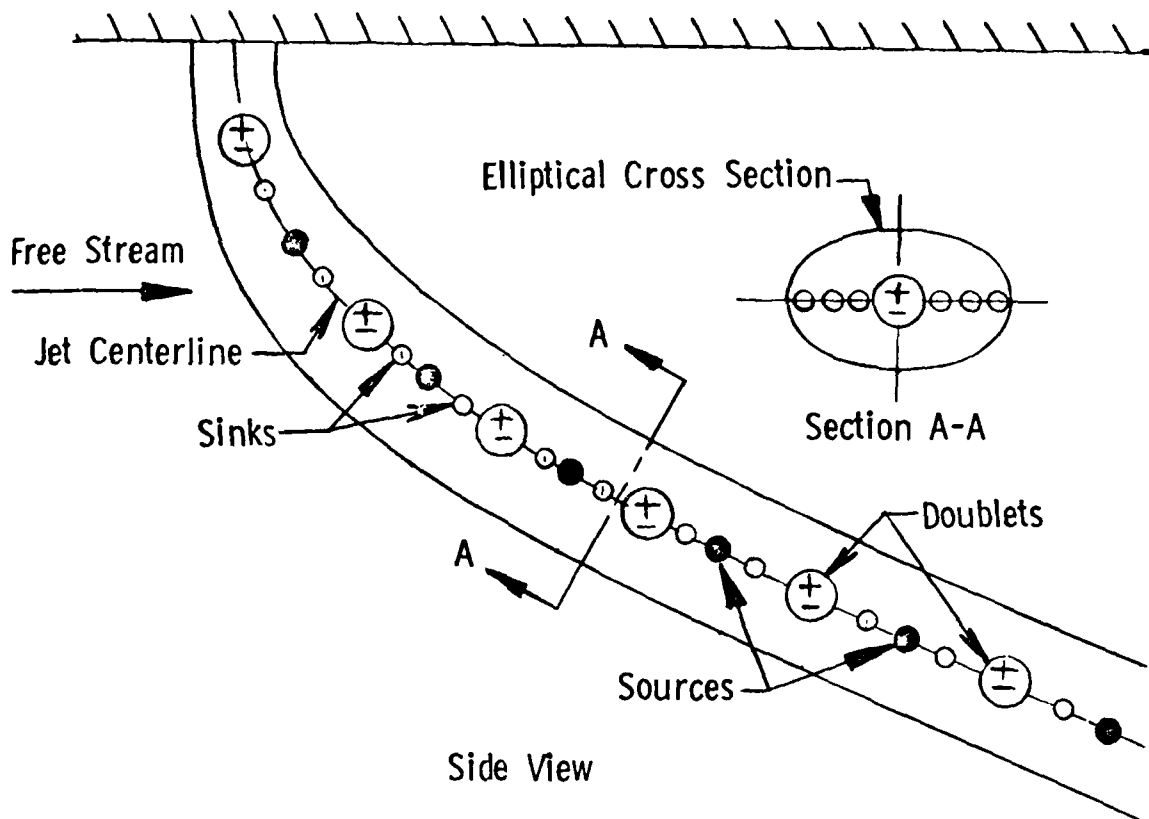 Elliptical Cross Section
+
-
Free Stream
+
-
Jet Centerline
+
-
A
Section A-A
Sinks
+
-
+
-
Doublets
A
+
-
Sources
+
-
Side View